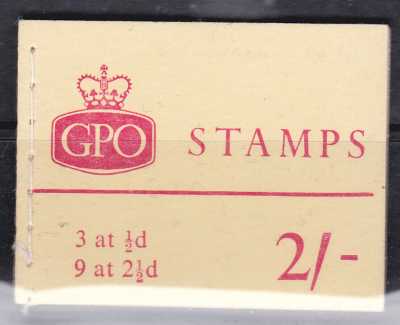 GPO
STAMPS
3 at ½d
9 at 2½d
2/-